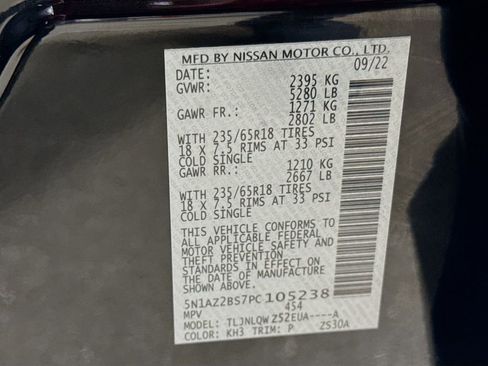 MFD BY NISSAN MOTOR CO., LTD.
DATE: 09/22
GVWR: 2395 KG
5280 LB
GAWR FR.: 1271 KG
2802 LB
WITH 235/65R18 TIRES
18 X 7.5 RIMS AT 33 PSI
COLD SINGLE
GAWR RR.: 1210 KG
2667 LB
WITH 235/65R18 TIRES
18 X 7.5 RIMS AT 33 PSI
COLD SINGLE
THIS VEHICLE CONFORMS TO
ALL APPLICABLE FEDERAL
MOTOR VEHICLE SAFETY AND
THEFT PREVENTION
STANDARDS IN EFFECT ON
THE DATE OF MANUFACTURE
SHOWN ABOVE.
5N1AZ2BS7PC105238
MPV 454
MODEL: TLJNLQW Z52EUA----A
COLOR: KH3 TRIM: P ZS30A